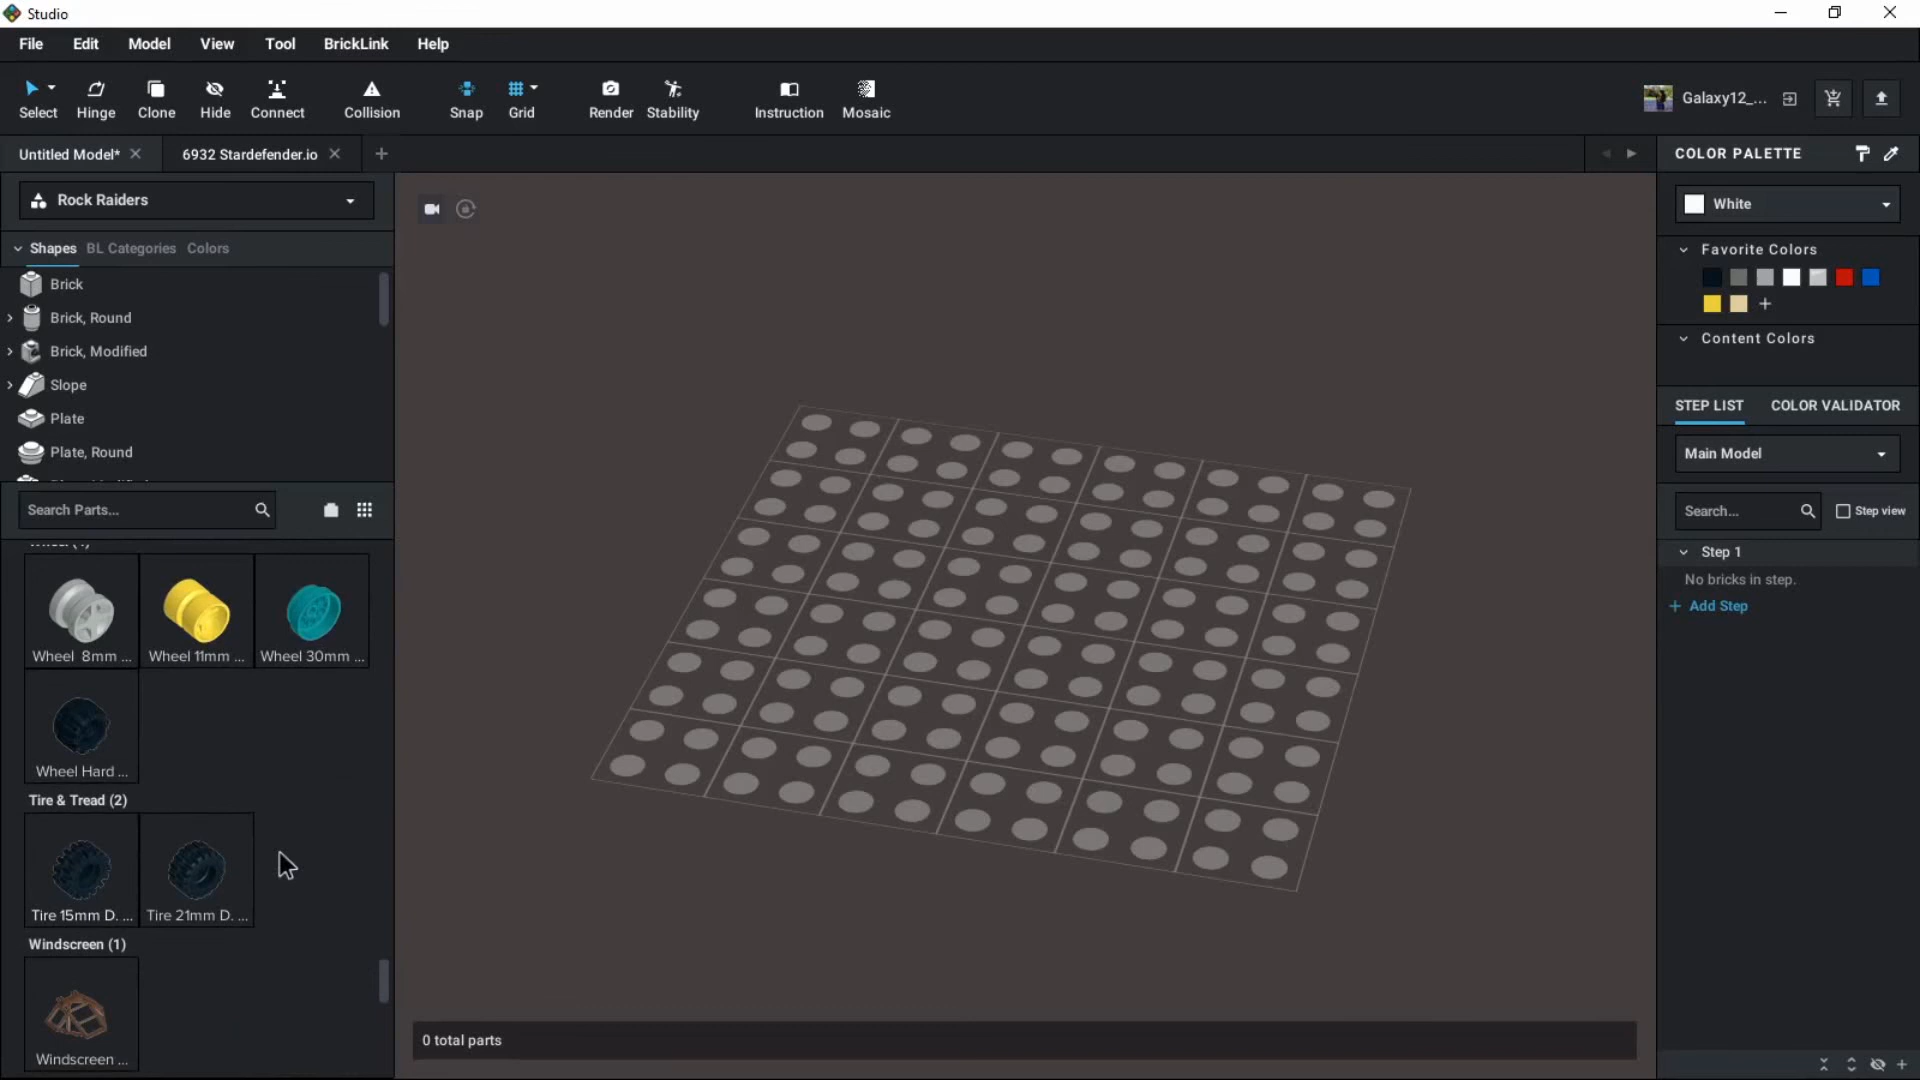 Studio
File Edit Model View Tool BrickLink Help
Select Hinge Clone Hide Connect Collision Snap Grid Render Stability Instruction Mosaic
Galaxy12_...
Untitled Model* 6932 Stardefender.io
COLOR PALETTE
Rock Raiders
White
Shapes BL Categories Colors
Favorite Colors
Brick
Brick, Round
Brick, Modified
Slope
Plate
Plate, Round
Content Colors
STEP LIST COLOR VALIDATOR
Main Model
Search Parts...
Search... Step view
Step 1
No bricks in step.
+ Add Step
Wheel 8mm ... Wheel 11mm ... Wheel 30mm ...
Wheel Hard ...
Tire & Tread (2)
Tire 15mm D. ... Tire 21mm D. ...
Windscreen (1)
Windscreen ...
0 total parts